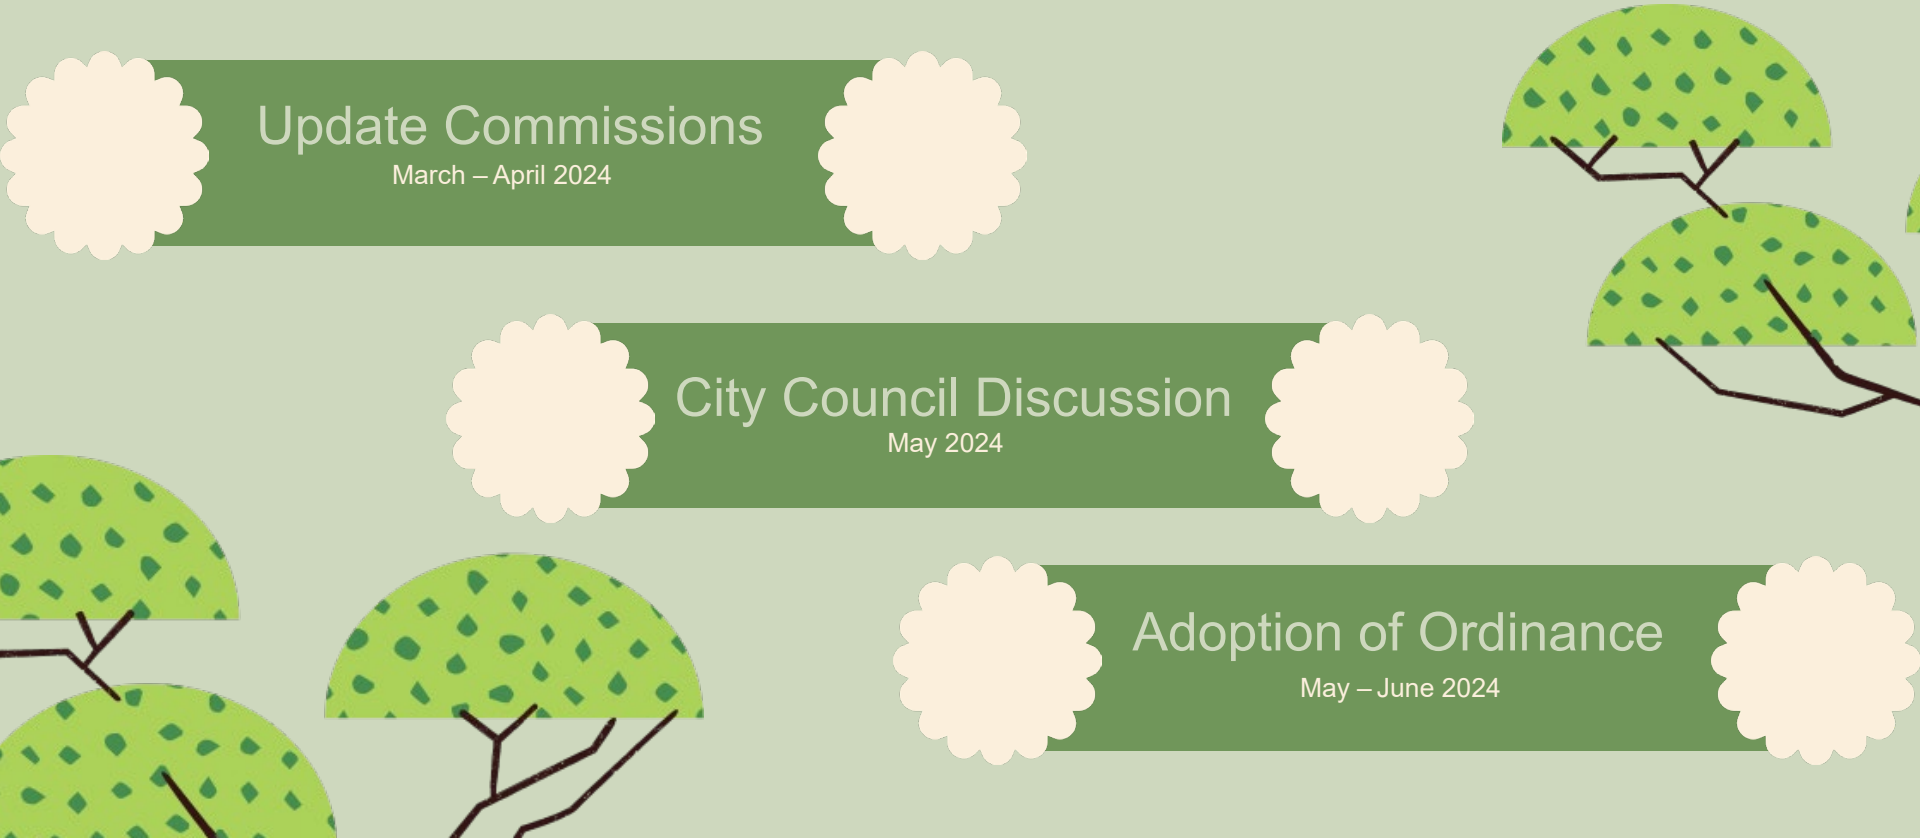 Update Commissions
March – April 2024
City Council Discussion
May 2024
Adoption of Ordinance
May – June 2024